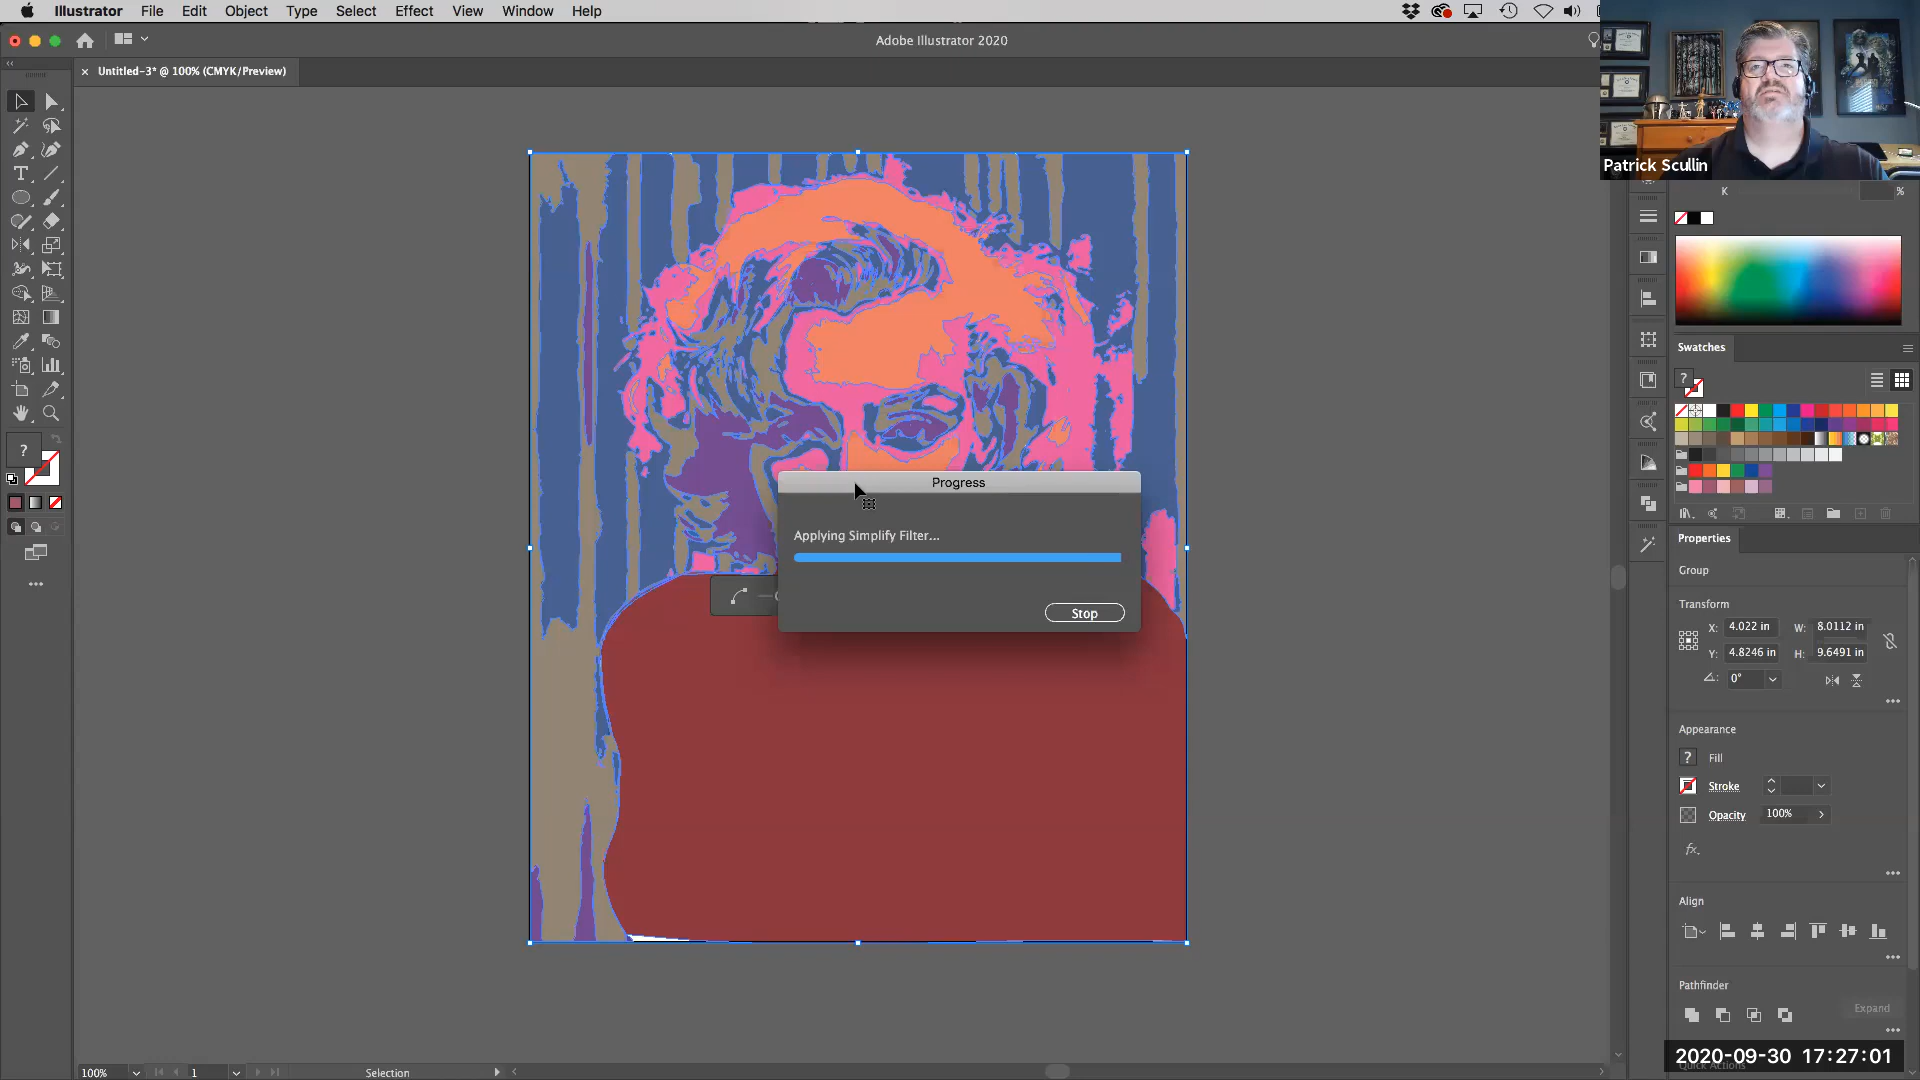 Illustrator File Edit Object Type Select Effect View Window Help
Adobe Illustrator 2020
× Untitled-3* @ 100% (CMYK/Preview)
Patrick Scullin
K %
Swatches
?
?
Progress
Applying Simplify Filter...
Stop
Properties
Group
Transform
X: 4.022 in W: 8.0112 in
Y: 4.8246 in H: 9.6491 in
0°
Appearance
? Fill
Stroke
Opacity 100%
fx.
Align
Pathfinder
Expand
2020-09-30 17:27:01
Quick Actions
100% 1 Selection